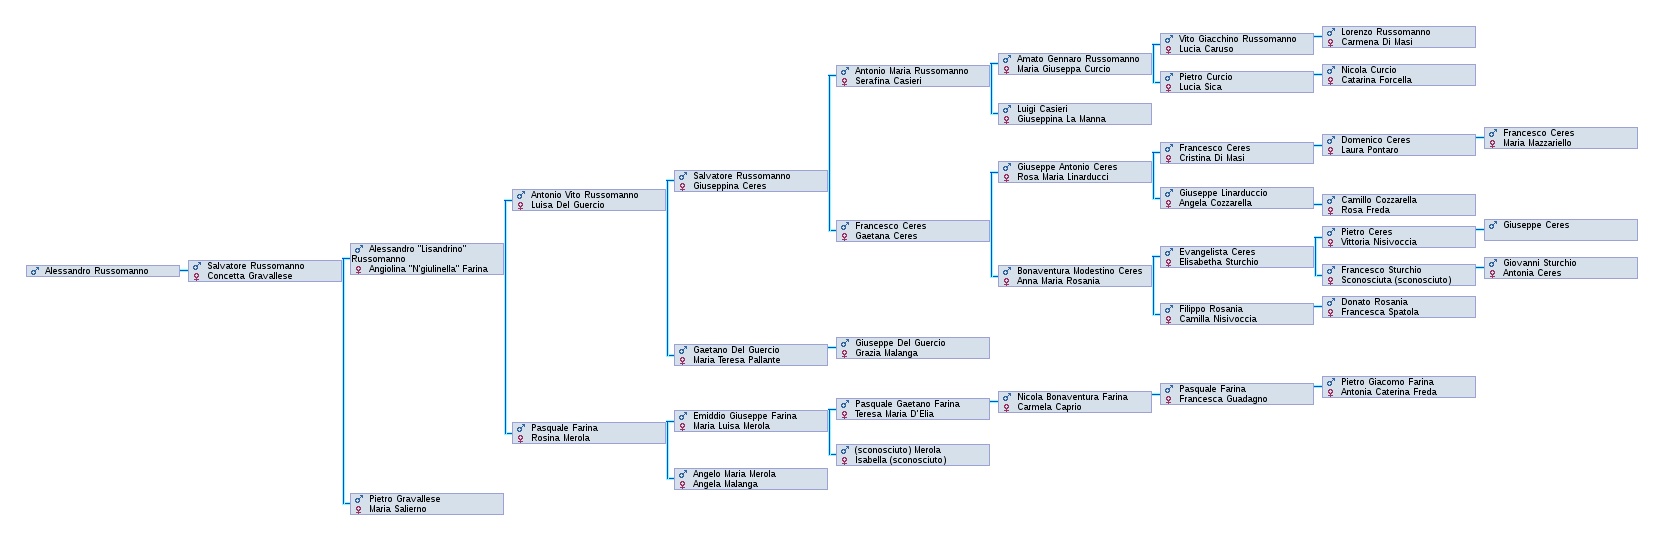 Alessandro Russomanno
Salvatore Russomanno
Concetta Gravallese
Alessandro "Lisandrino"
Russomanno
Angiolina "N'giulinella" Farina
Pietro Gravallese
Maria Salierno
Antonio Vito Russomanno
Luisa Del Guercio
Pasquale Farina
Rosina Merola
Salvatore Russomanno
Giuseppina Ceres
Gaetano Del Guercio
Maria Teresa Pallante
Emiddio Giuseppe Farina
Maria Luisa Merola
Angelo Maria Merola
Angela Malanga
Antonio Maria Russomanno
Serafina Casieri
Francesco Ceres
Gaetana Ceres
Giuseppe Del Guercio
Grazia Malanga
Pasquale Gaetano Farina
Teresa Maria D'Elia
(sconosciuto) Merola
Isabella (sconosciuto)
Amato Gennaro Russomanno
Maria Giuseppa Curcio
Luigi Casieri
Giuseppina La Manna
Giuseppe Antonio Ceres
Rosa Maria Linarducci
Bonaventura Modestino Ceres
Anna Maria Rosania
Nicola Bonaventura Farina
Carmela Caprio
Vito Giacchino Russomanno
Lucia Caruso
Pietro Curcio
Lucia Sica
Francesco Ceres
Cristina Di Masi
Giuseppe Linarduccio
Angela Cozzarella
Evangelista Ceres
Elisabetha Sturchio
Filippo Rosania
Camilla Nisivoccia
Pasquale Farina
Francesca Guadagno
Lorenzo Russomanno
Carmena Di Masi
Nicola Curcio
Catarina Forcella
Domenico Ceres
Laura Pontaro
Camillo Cozzarella
Rosa Freda
Pietro Ceres
Vittoria Nisivoccia
Francesco Sturchio
Sconosciuta (sconosciuto)
Donato Rosania
Francesca Spatola
Pietro Giacomo Farina
Antonia Caterina Freda
Francesco Ceres
Maria Mazzariello
Giuseppe Ceres
Giovanni Sturchio
Antonia Ceres